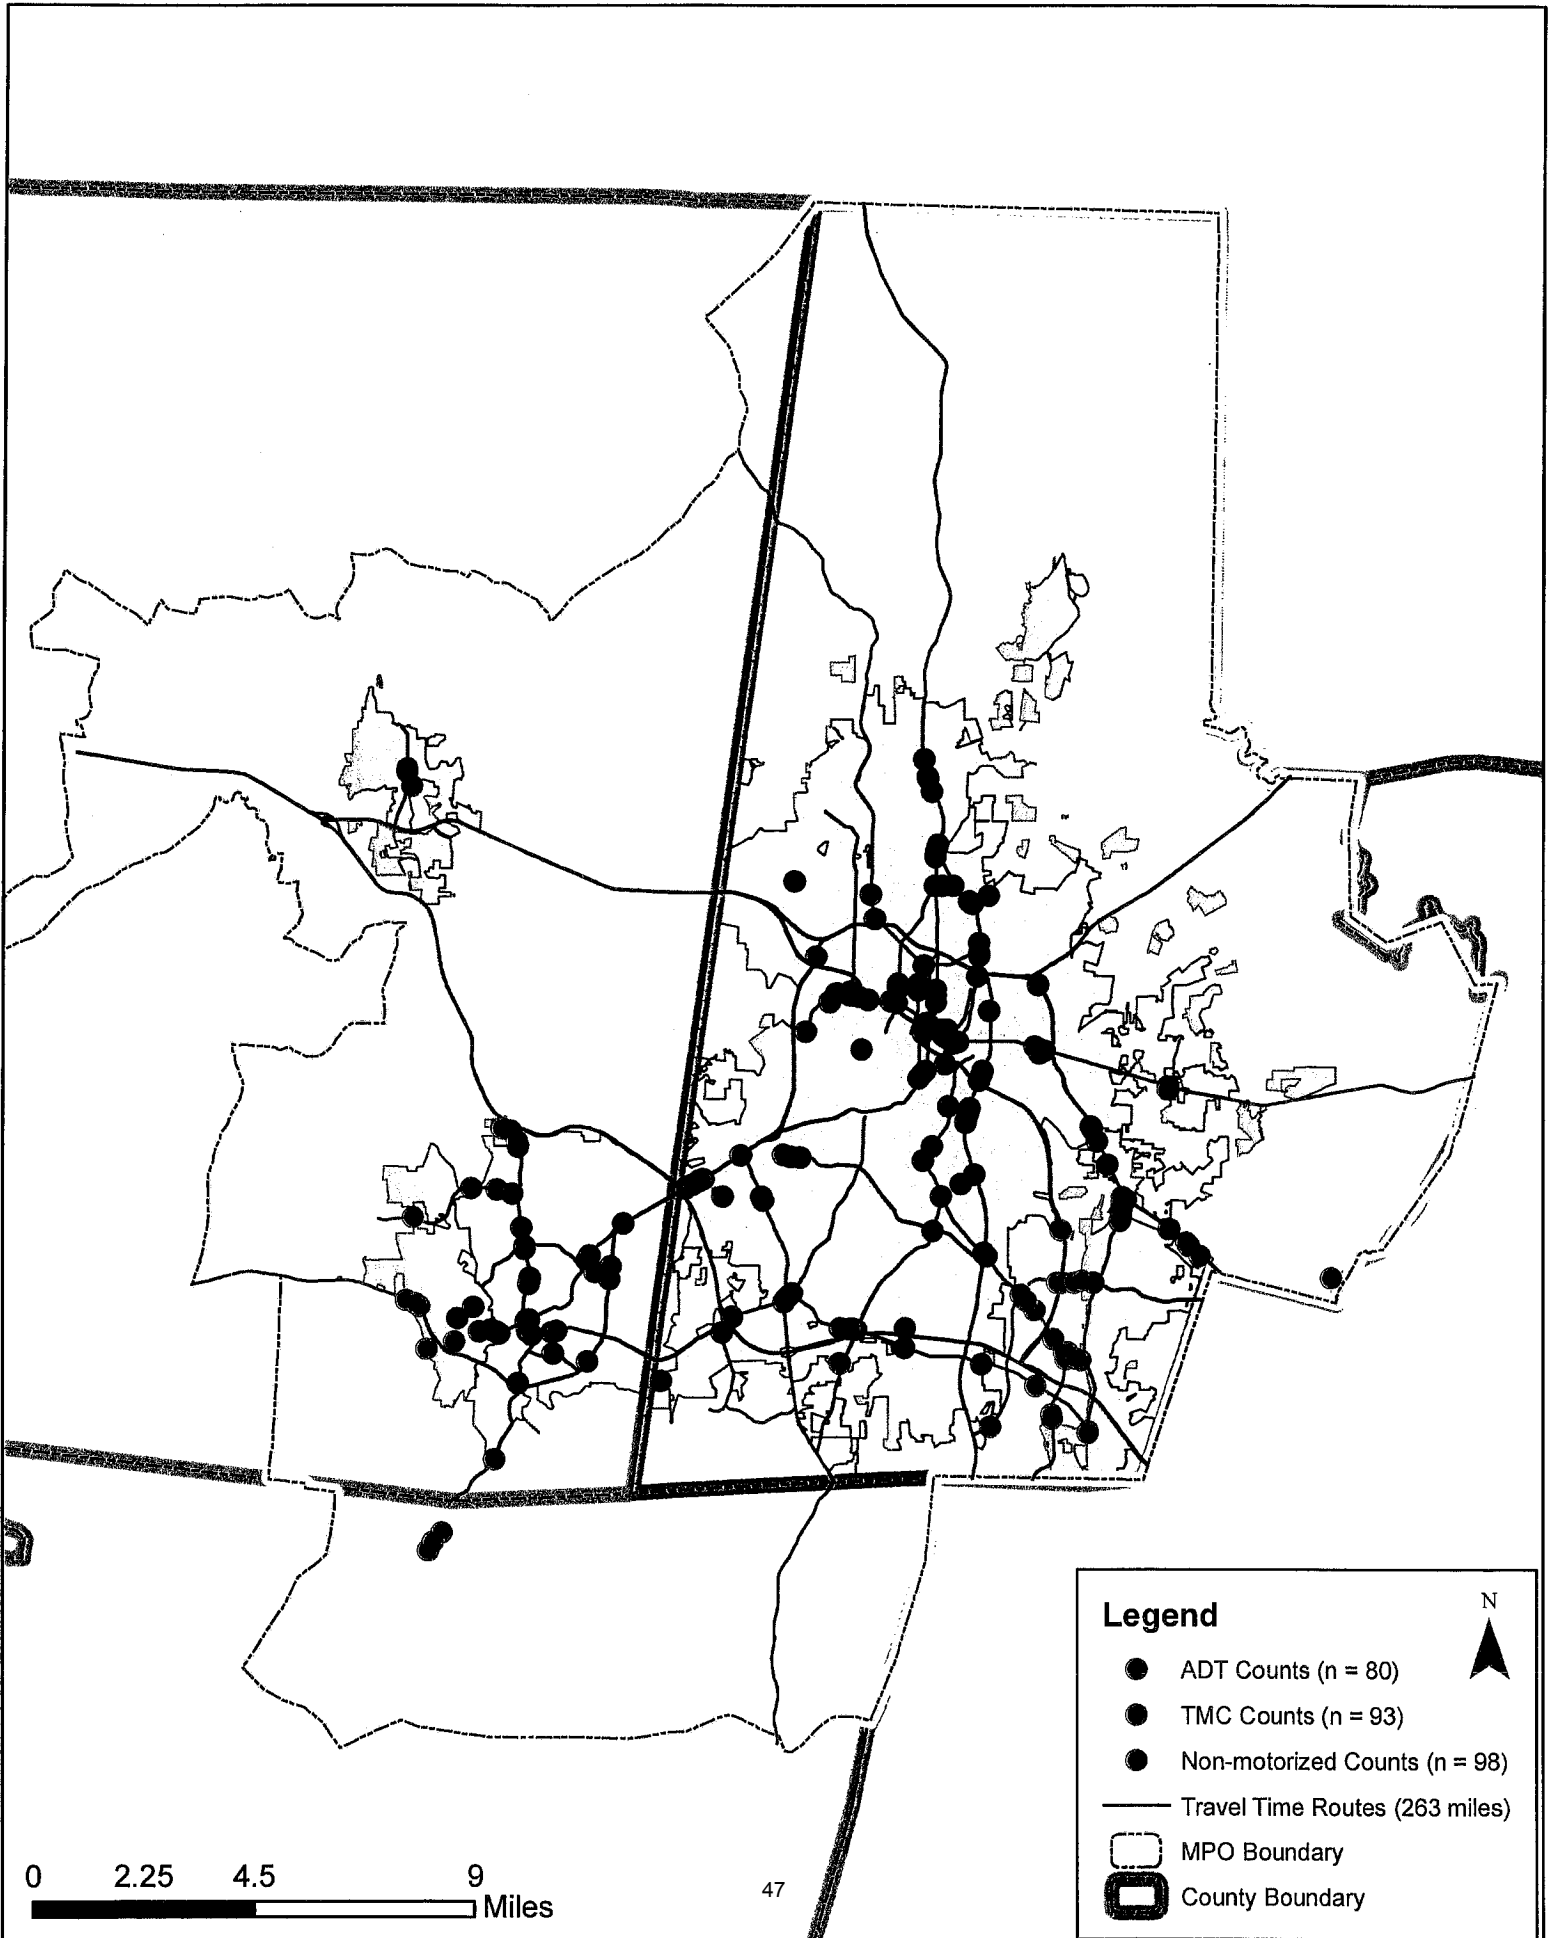 Legend
N
ADT Counts (n = 80)
TMC Counts (n = 93)
Non-motorized Counts (n = 98)
Travel Time Routes (263 miles)
MPO Boundary
County Boundary
0 2.25 4.5 9
Miles
47